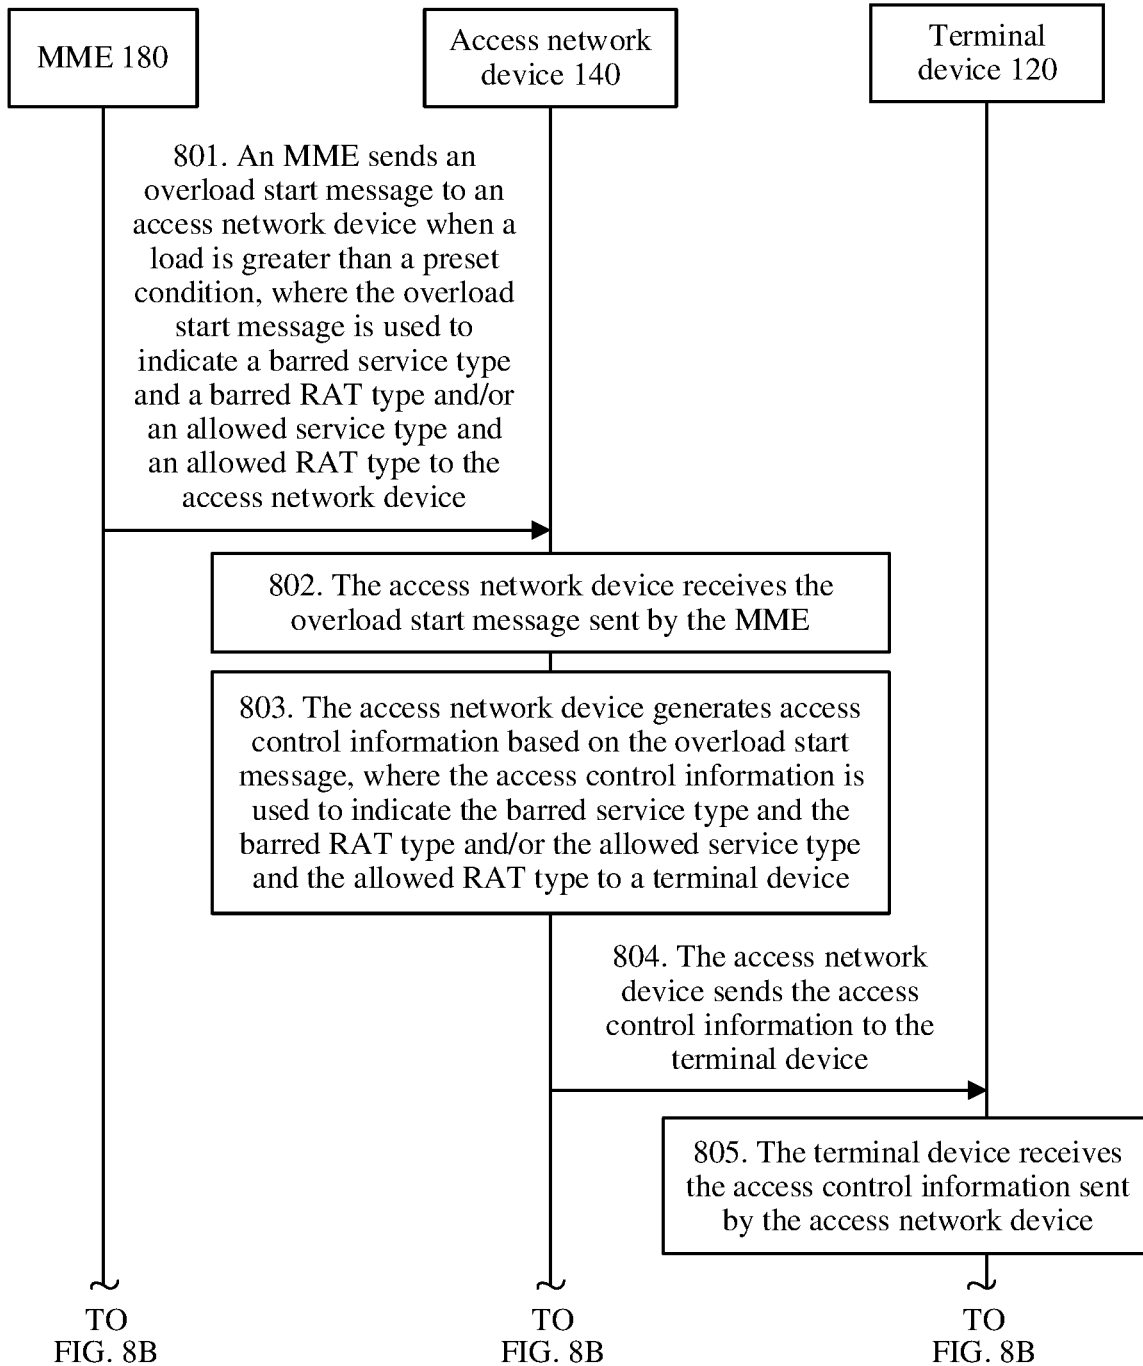 MME 180
Access network
device 140
Terminal
device 120
801. An MME sends an
overload start message to an
access network device when a
load is greater than a preset
condition, where the overload
start message is used to
indicate a barred service type
and a barred RAT type and/or
an allowed service type and
an allowed RAT type to the
access network device
802. The access network device receives the
overload start message sent by the MME
803. The access network device generates access
control information based on the overload start
message, where the access control information is
used to indicate the barred service type and the
barred RAT type and/or the allowed service type
and the allowed RAT type to a terminal device
804. The access network
device sends the access
control information to the
terminal device
805. The terminal device receives
the access control information sent
by the access network device
TO
FIG. 8B
TO
FIG. 8B
TO
FIG. 8B